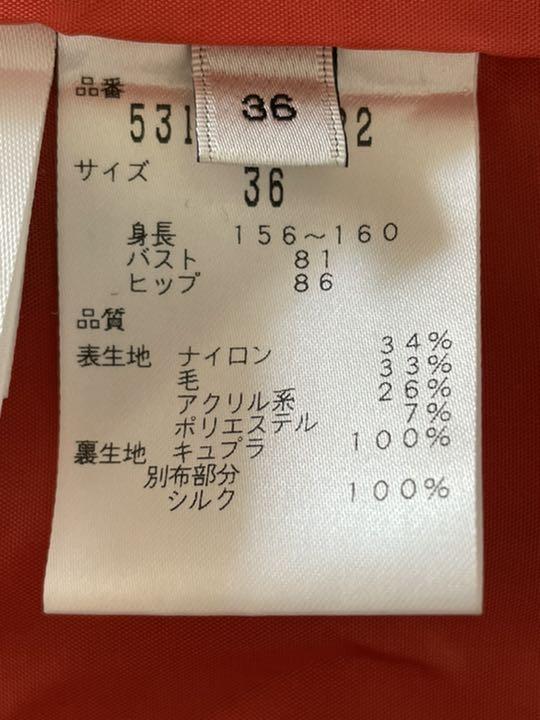 36
品番
531 22
サイズ 36
身長 156～160
バスト 81
ヒップ 86
品質
表生地 ナイロン 34%
毛 33%
アクリル系 26%
ポリエステル 7%
裏生地 キュプラ 100%
別布部分
シルク 100%